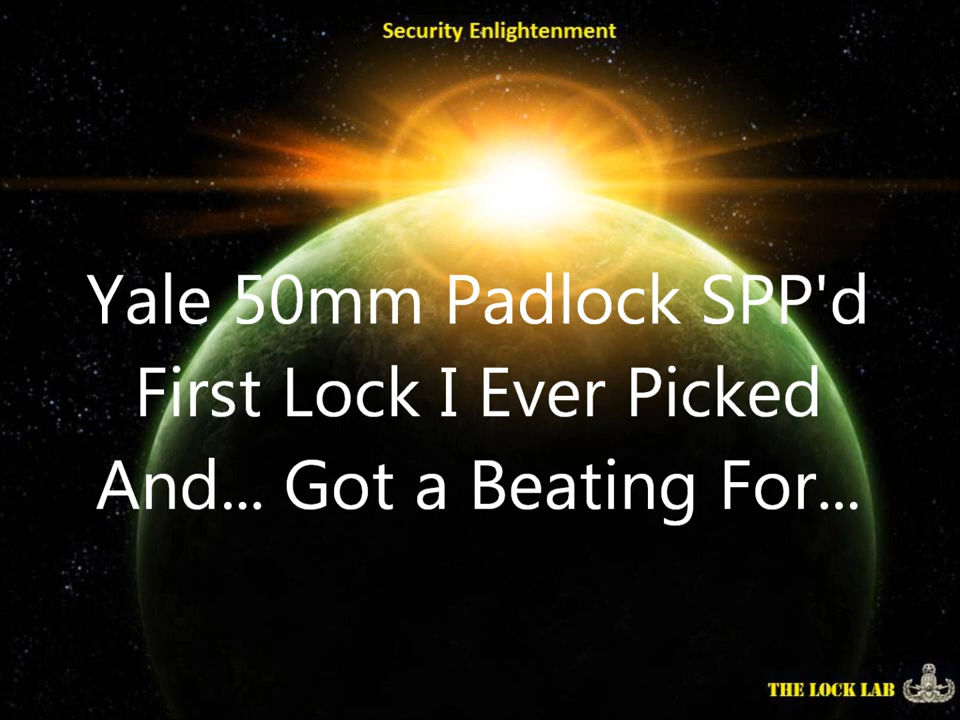 Security Enlightenment
Yale 50mm Padlock SPP'd
First Lock I Ever Picked
And... Got a Beating For...
THE LOCK LAB